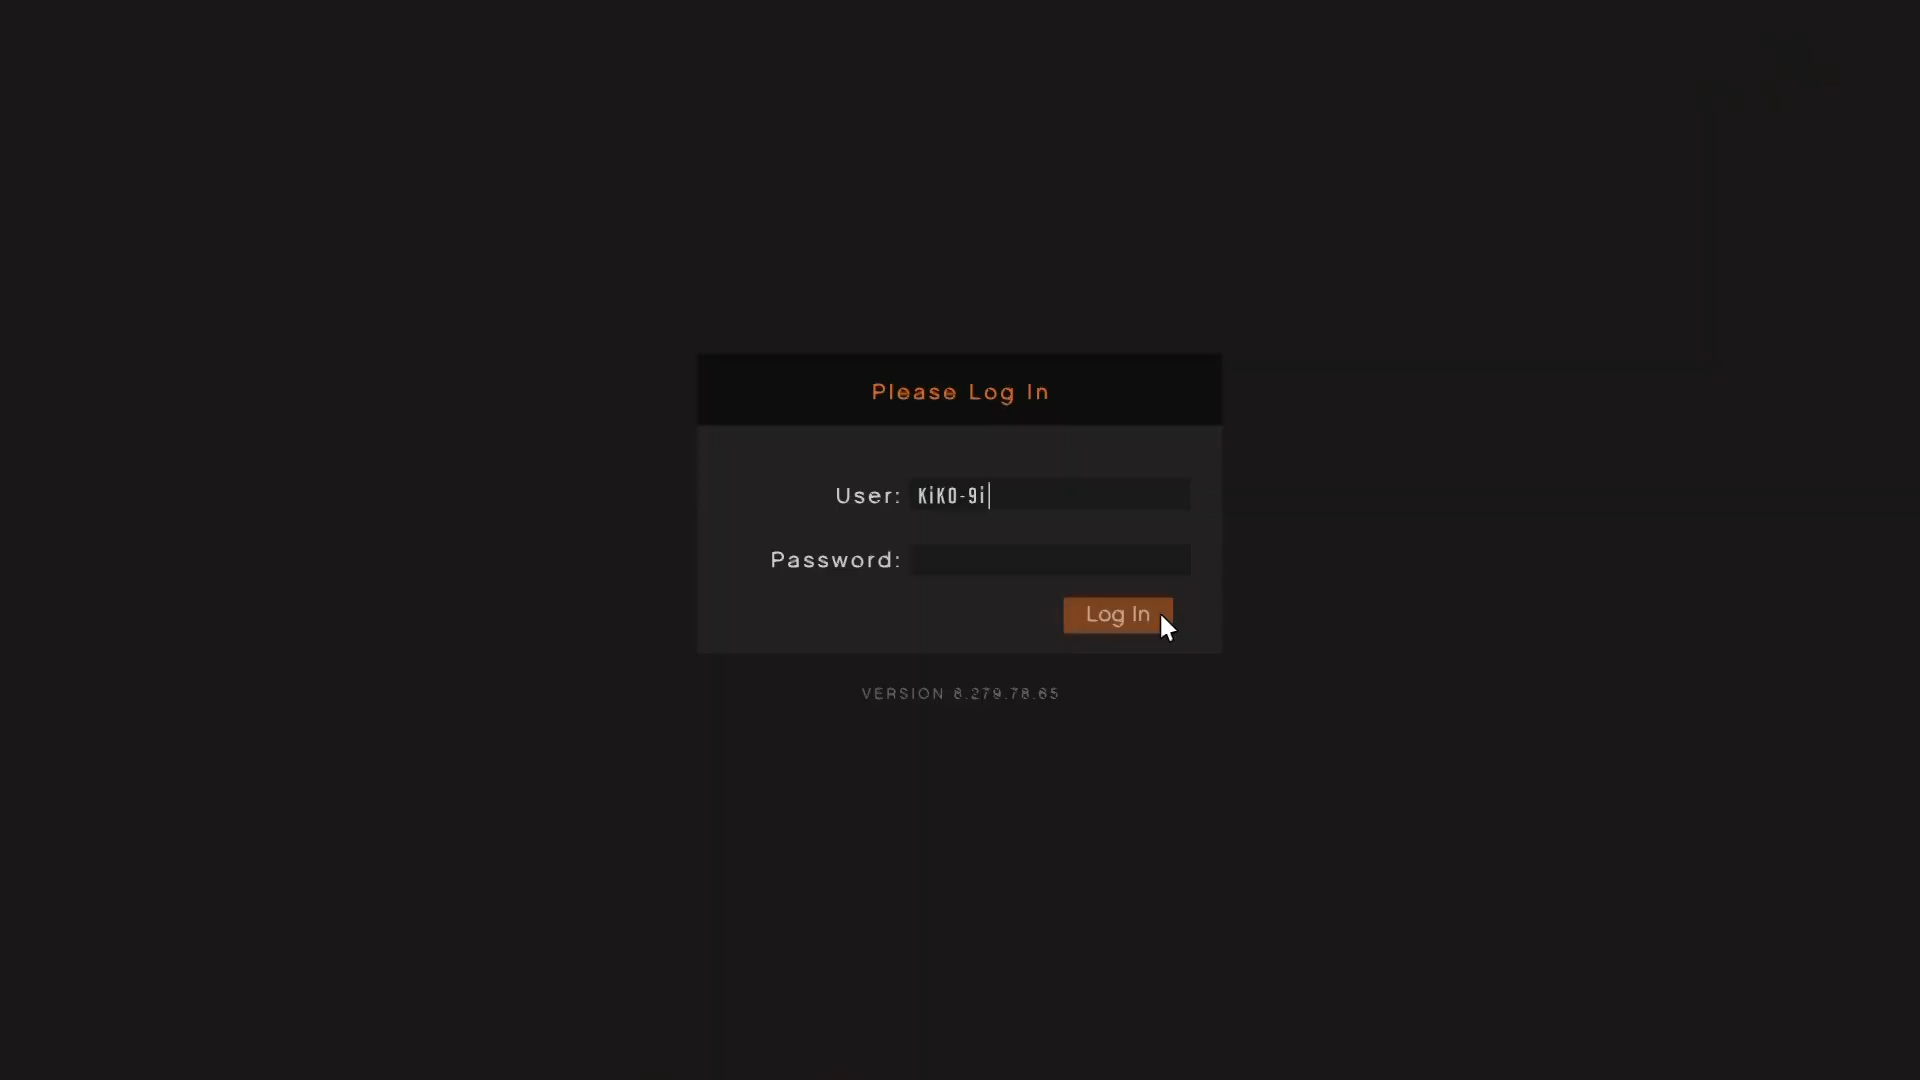 Please Log In
User: KiKO-9i
Password:
Log In
VERSION 8.279.78.65